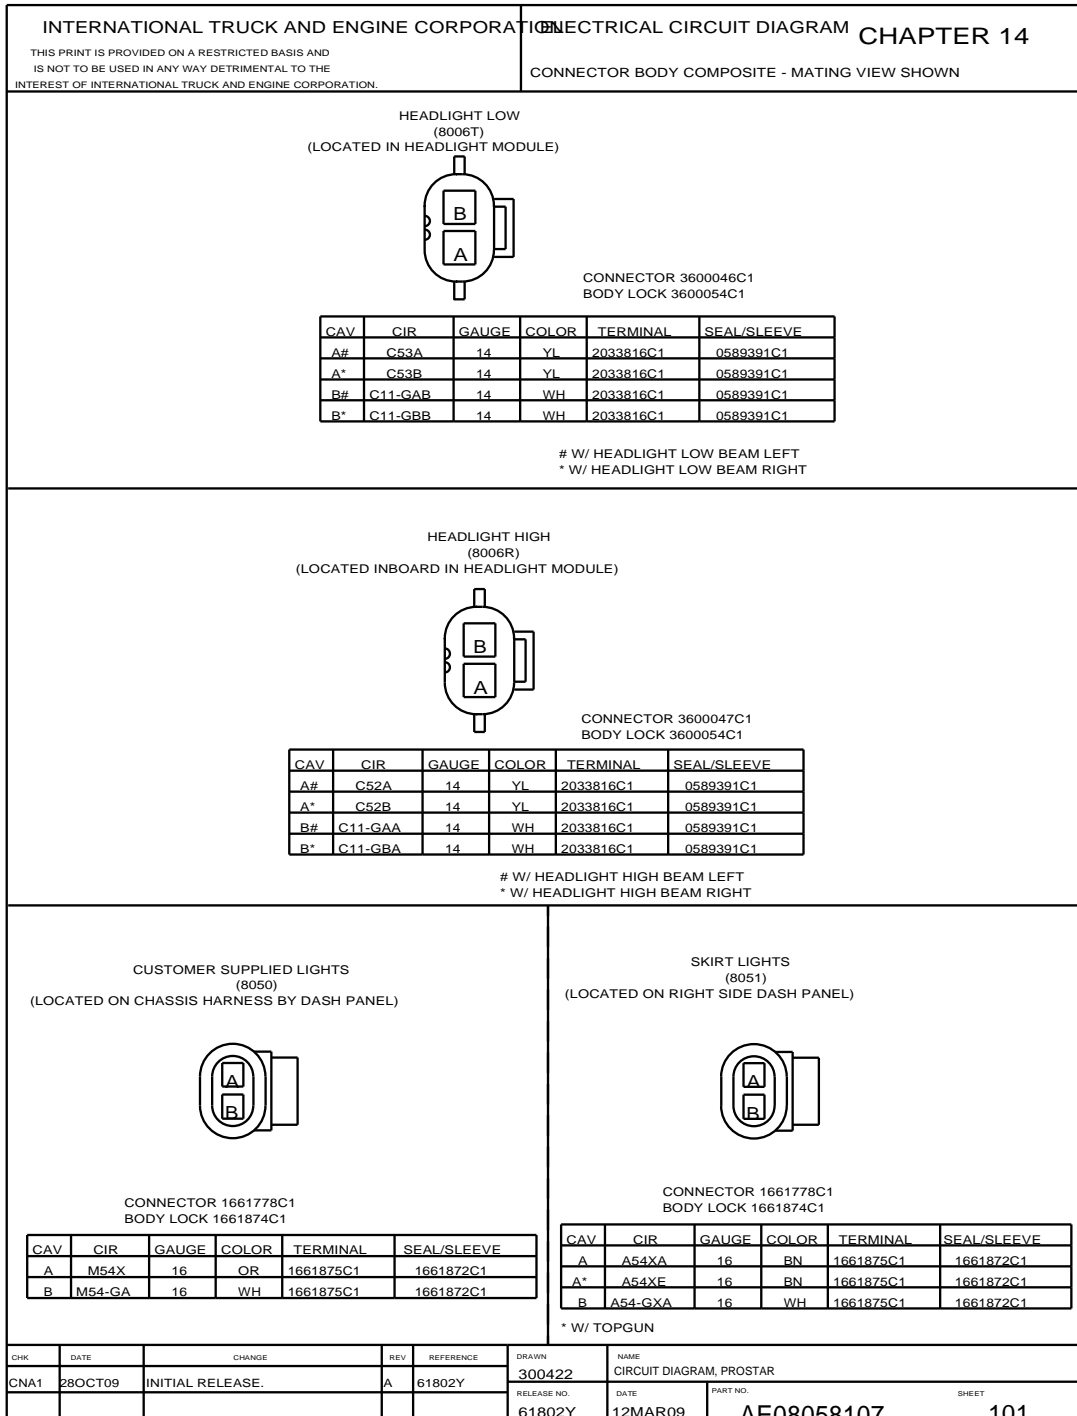 INTERNATIONAL TRUCK AND ENGINE CORPORATION
THIS PRINT IS PROVIDED ON A RESTRICTED BASIS AND
IS NOT TO BE USED IN ANY WAY DETRIMENTAL TO THE
INTEREST OF INTERNATIONAL TRUCK AND ENGINE CORPORATION.
ELECTRICAL CIRCUIT DIAGRAM CHAPTER 14
CONNECTOR BODY COMPOSITE - MATING VIEW SHOWN
HEADLIGHT LOW
(8006T)
(LOCATED IN HEADLIGHT MODULE)
B
A
CONNECTOR 3600046C1
BODY LOCK 3600054C1
CAV CIR GAUGE COLOR TERMINAL SEAL/SLEEVE
A# C53A 14 YL 2033816C1 0589391C1
A* C53B 14 YL 2033816C1 0589391C1
B# C11-GAB 14 WH 2033816C1 0589391C1
B* C11-GBB 14 WH 2033816C1 0589391C1
# W/ HEADLIGHT LOW BEAM LEFT
* W/ HEADLIGHT LOW BEAM RIGHT
HEADLIGHT HIGH
(8006R)
(LOCATED INBOARD IN HEADLIGHT MODULE)
B
A
CONNECTOR 3600047C1
BODY LOCK 3600054C1
CAV CIR GAUGE COLOR TERMINAL SEAL/SLEEVE
A# C52A 14 YL 2033816C1 0589391C1
A* C52B 14 YL 2033816C1 0589391C1
B# C11-GAA 14 WH 2033816C1 0589391C1
B* C11-GBA 14 WH 2033816C1 0589391C1
# W/ HEADLIGHT HIGH BEAM LEFT
* W/ HEADLIGHT HIGH BEAM RIGHT
CUSTOMER SUPPLIED LIGHTS
(8050)
(LOCATED ON CHASSIS HARNESS BY DASH PANEL)
A
B
CONNECTOR 1661778C1
BODY LOCK 1661874C1
CAV CIR GAUGE COLOR TERMINAL SEAL/SLEEVE
A M54X 16 OR 1661875C1 1661872C1
B M54-GA 16 WH 1661875C1 1661872C1
SKIRT LIGHTS
(8051)
(LOCATED ON RIGHT SIDE DASH PANEL)
A
B
CONNECTOR 1661778C1
BODY LOCK 1661874C1
CAV CIR GAUGE COLOR TERMINAL SEAL/SLEEVE
A A54XA 16 BN 1661875C1 1661872C1
A* A54XE 16 BN 1661875C1 1661872C1
B A54-GXA 16 WH 1661875C1 1661872C1
* W/ TOPGUN
CHK DATE CHANGE REV REFERENCE
CNA1 28OCT09 INITIAL RELEASE. A 61802Y
DRAWN
300422
NAME
CIRCUIT DIAGRAM, PROSTAR
RELEASE NO.
61802Y
DATE
12MAR09
PART NO.
AE08058107
SHEET
101